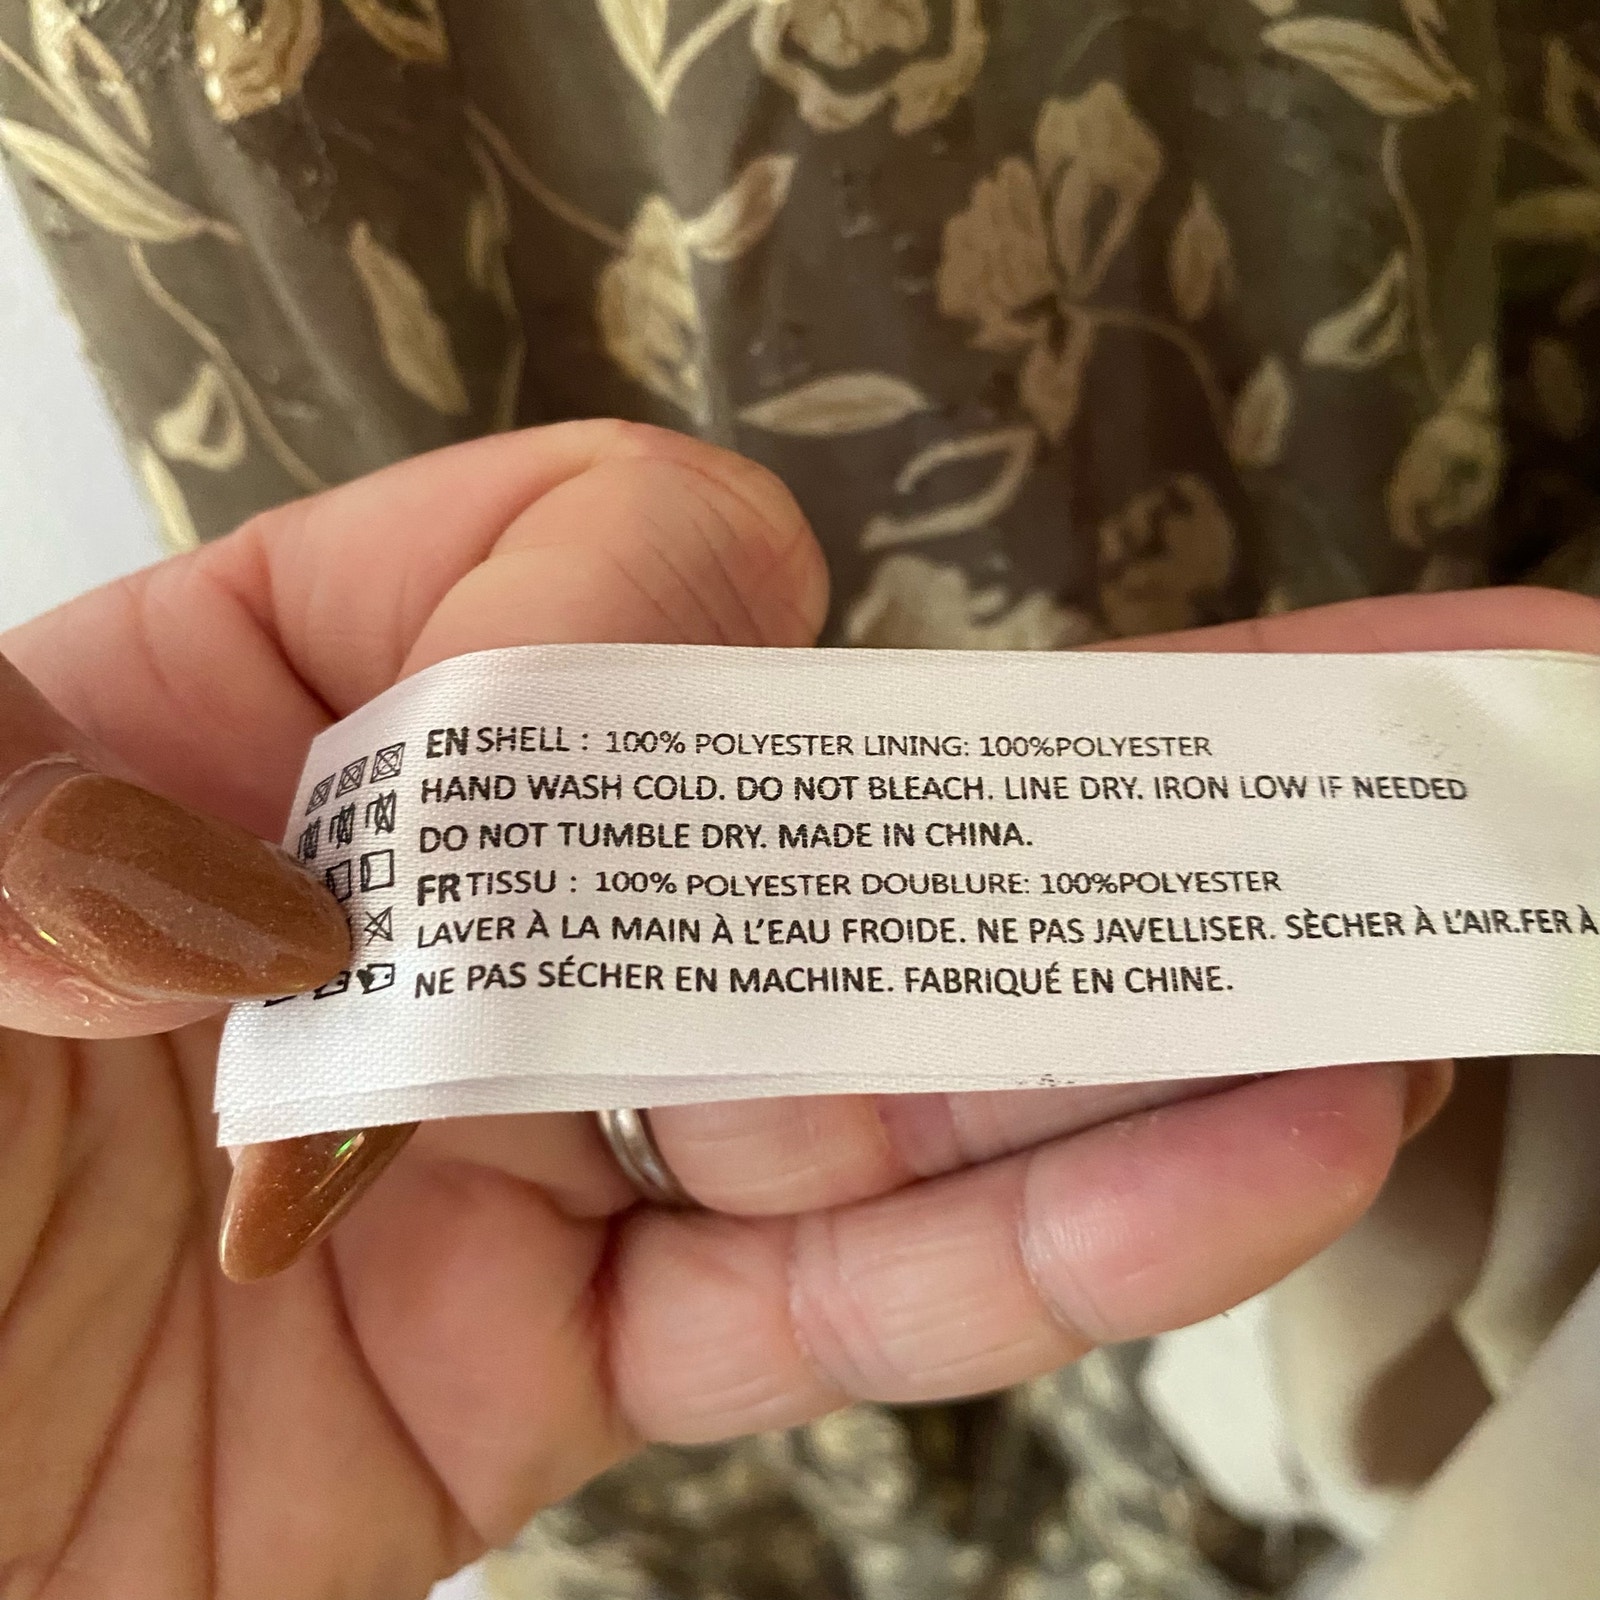 EN SHELL : 100% POLYESTER LINING: 100%POLYESTER
HAND WASH COLD. DO NOT BLEACH. LINE DRY. IRON LOW IF NEEDED
DO NOT TUMBLE DRY. MADE IN CHINA.
FR TISSU : 100% POLYESTER DOUBLURE: 100%POLYESTER
LAVER À LA MAIN À L'EAU FROIDE. NE PAS JAVELLISER. SÈCHER À L'AIR.FER À
NE PAS SÉCHER EN MACHINE. FABRIQUÉ EN CHINE.